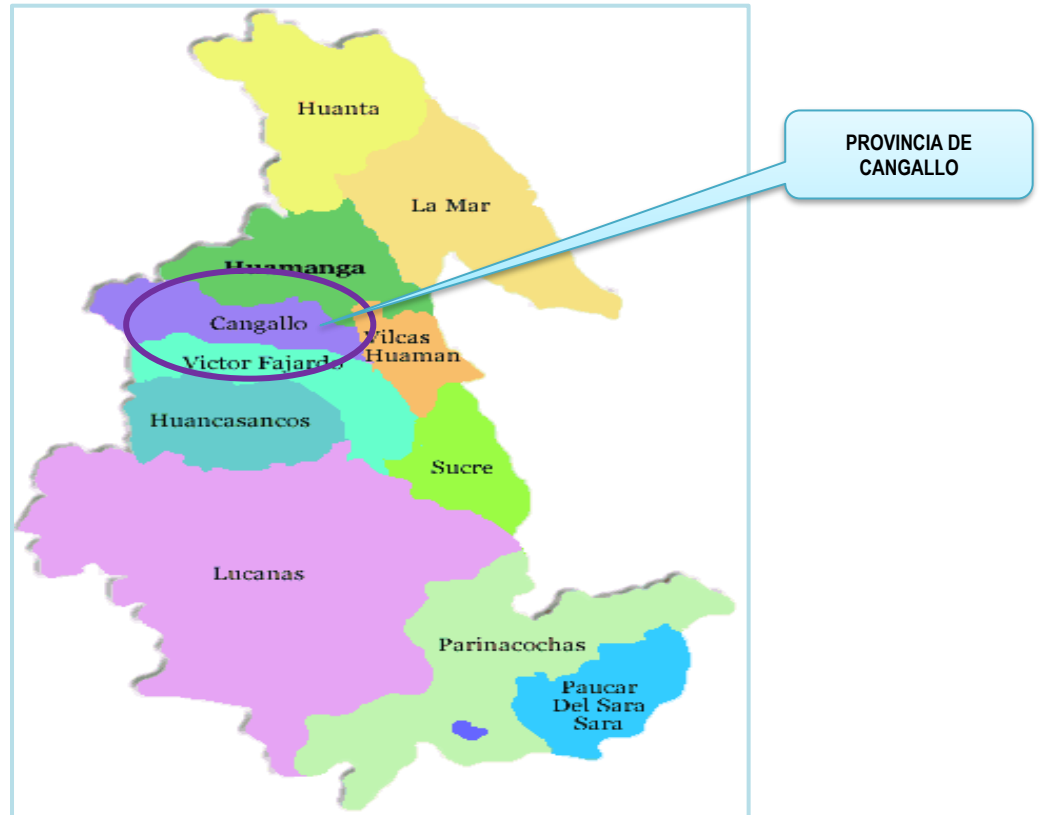 Huanta
PROVINCIA DE
CANGALLO
La Mar
Huamanga
Cangallo
Vilcas
Huaman
Victor Fajardo
Huancasancos
Sucre
Lucanas
Parinacochas
Paucar
Del Sara
Sara